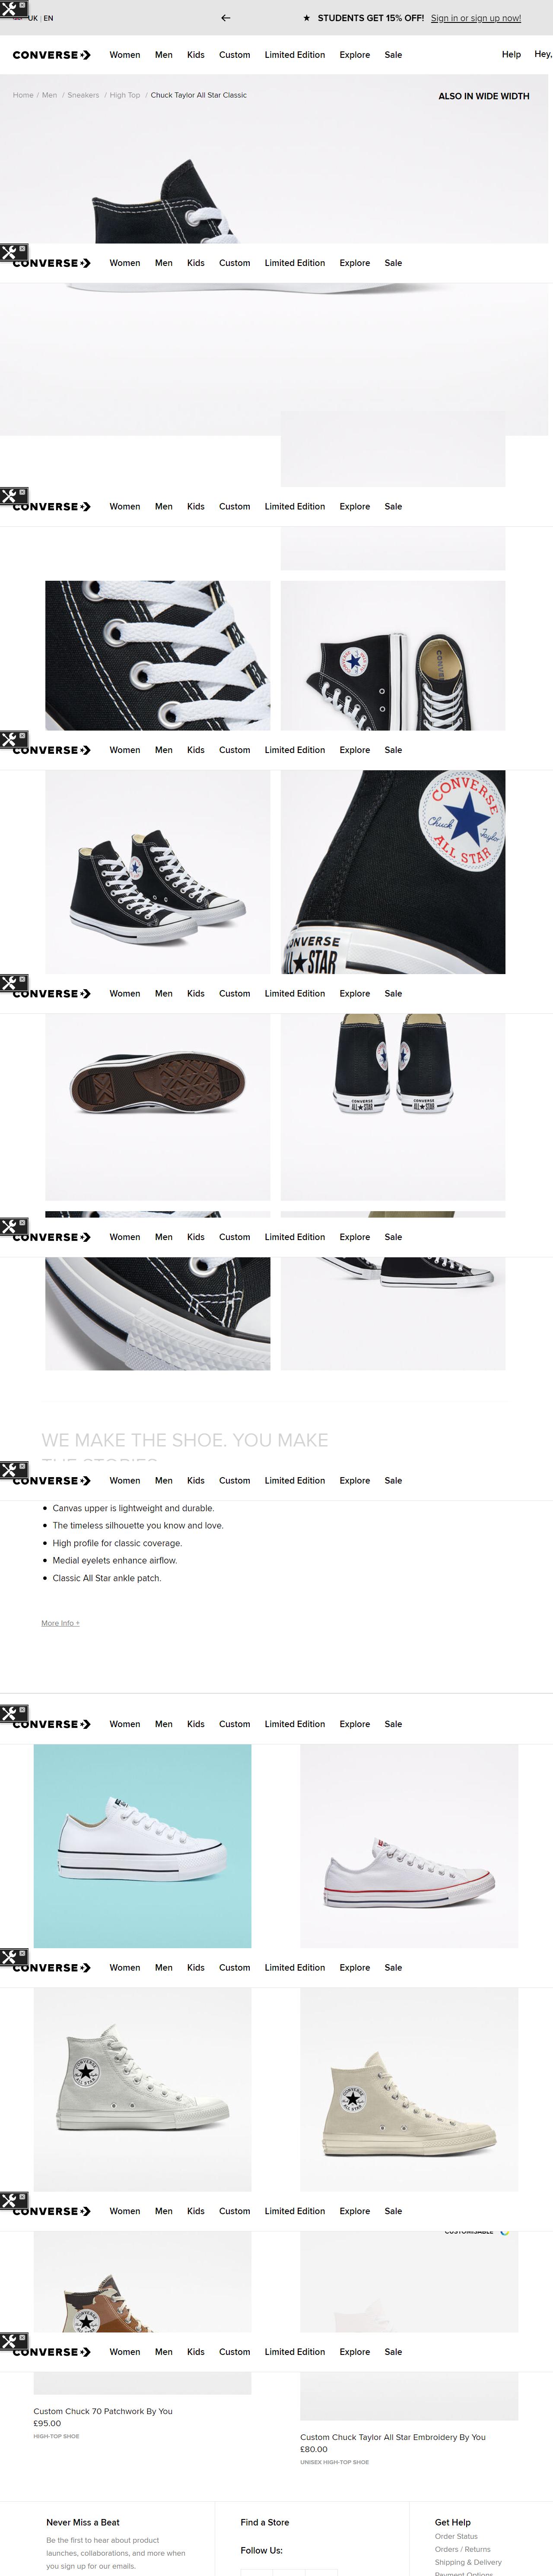 UK | EN
★ STUDENTS GET 15% OFF! Sign in or sign up now!
CONVERSE Women Men Kids Custom Limited Edition Explore Sale Help Hey,
Home / Men / Sneakers / High Top / Chuck Taylor All Star Classic
ALSO IN WIDE WIDTH
CONVERSE Women Men Kids Custom Limited Edition Explore Sale
CONVERSE Women Men Kids Custom Limited Edition Explore Sale
CONVERSE Women Men Kids Custom Limited Edition Explore Sale
CONVERSE
Chuck Taylor
ALL STAR
CONVERSE
ALL★STAR
CONVERSE Women Men Kids Custom Limited Edition Explore Sale
CONVERSE CONVERSE
ALL★STAR ALL★STAR
CONVERSE Women Men Kids Custom Limited Edition Explore Sale
WE MAKE THE SHOE. YOU MAKE
THE STORIES
CONVERSE Women Men Kids Custom Limited Edition Explore Sale
• Canvas upper is lightweight and durable.
• The timeless silhouette you know and love.
• High profile for classic coverage.
• Medial eyelets enhance airflow.
• Classic All Star ankle patch.
More Info +
CONVERSE Women Men Kids Custom Limited Edition Explore Sale
CONVERSE Women Men Kids Custom Limited Edition Explore Sale
CONVERSE
ALL STAR
CONVERSE
ALL STAR
CONVERSE Women Men Kids Custom Limited Edition Explore Sale
CUSTOMISABLE
CONVERSE Women Men Kids Custom Limited Edition Explore Sale
Custom Chuck 70 Patchwork By You
£95.00
HIGH-TOP SHOE
Custom Chuck Taylor All Star Embroidery By You
£80.00
UNISEX HIGH-TOP SHOE
Never Miss a Beat
Be the first to hear about product
launches, collaborations, and more when
you sign up for our emails.
Find a Store
Follow Us:
Get Help
Order Status
Orders / Returns
Shipping & Delivery
Payment Options